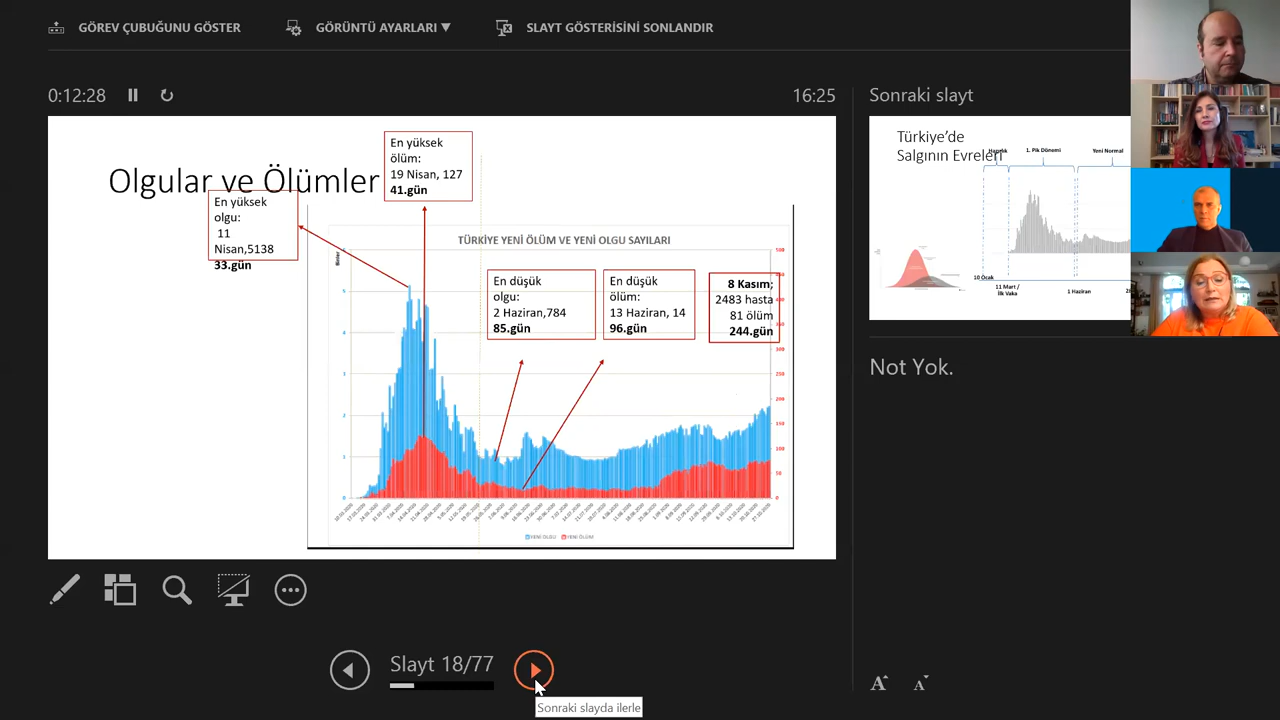 GÖREV ÇUBUĞUNU GÖSTER
GÖRÜNTÜ AYARLARI ▼
SLAYT GÖSTERİSİNİ SONLANDIR
0:12:28
16:25
Olgular ve Ölümler
En yüksek
ölüm:
19 Nisan, 127
41.gün
En yüksek
olgu:
11
Nisan,5138
33.gün
TÜRKİYE YENİ ÖLÜM VE YENİ OLGU SAYILARI
En düşük
olgu:
2 Haziran,784
85.gün
En düşük
ölüm:
13 Haziran, 14
96.gün
8 Kasım;
2483 hasta
81 ölüm
244.gün
YENİ OLGU
YENİ ÖLÜM
Sonraki slayt
Türkiye’de
Salgının Evreleri
1. Pik Dönemi
Yeni Normal
10 Ocak
11 Mart /
İlk Vaka
1 Haziran
Not Yok.
Slayt 18/77
Sonraki slayda ilerle